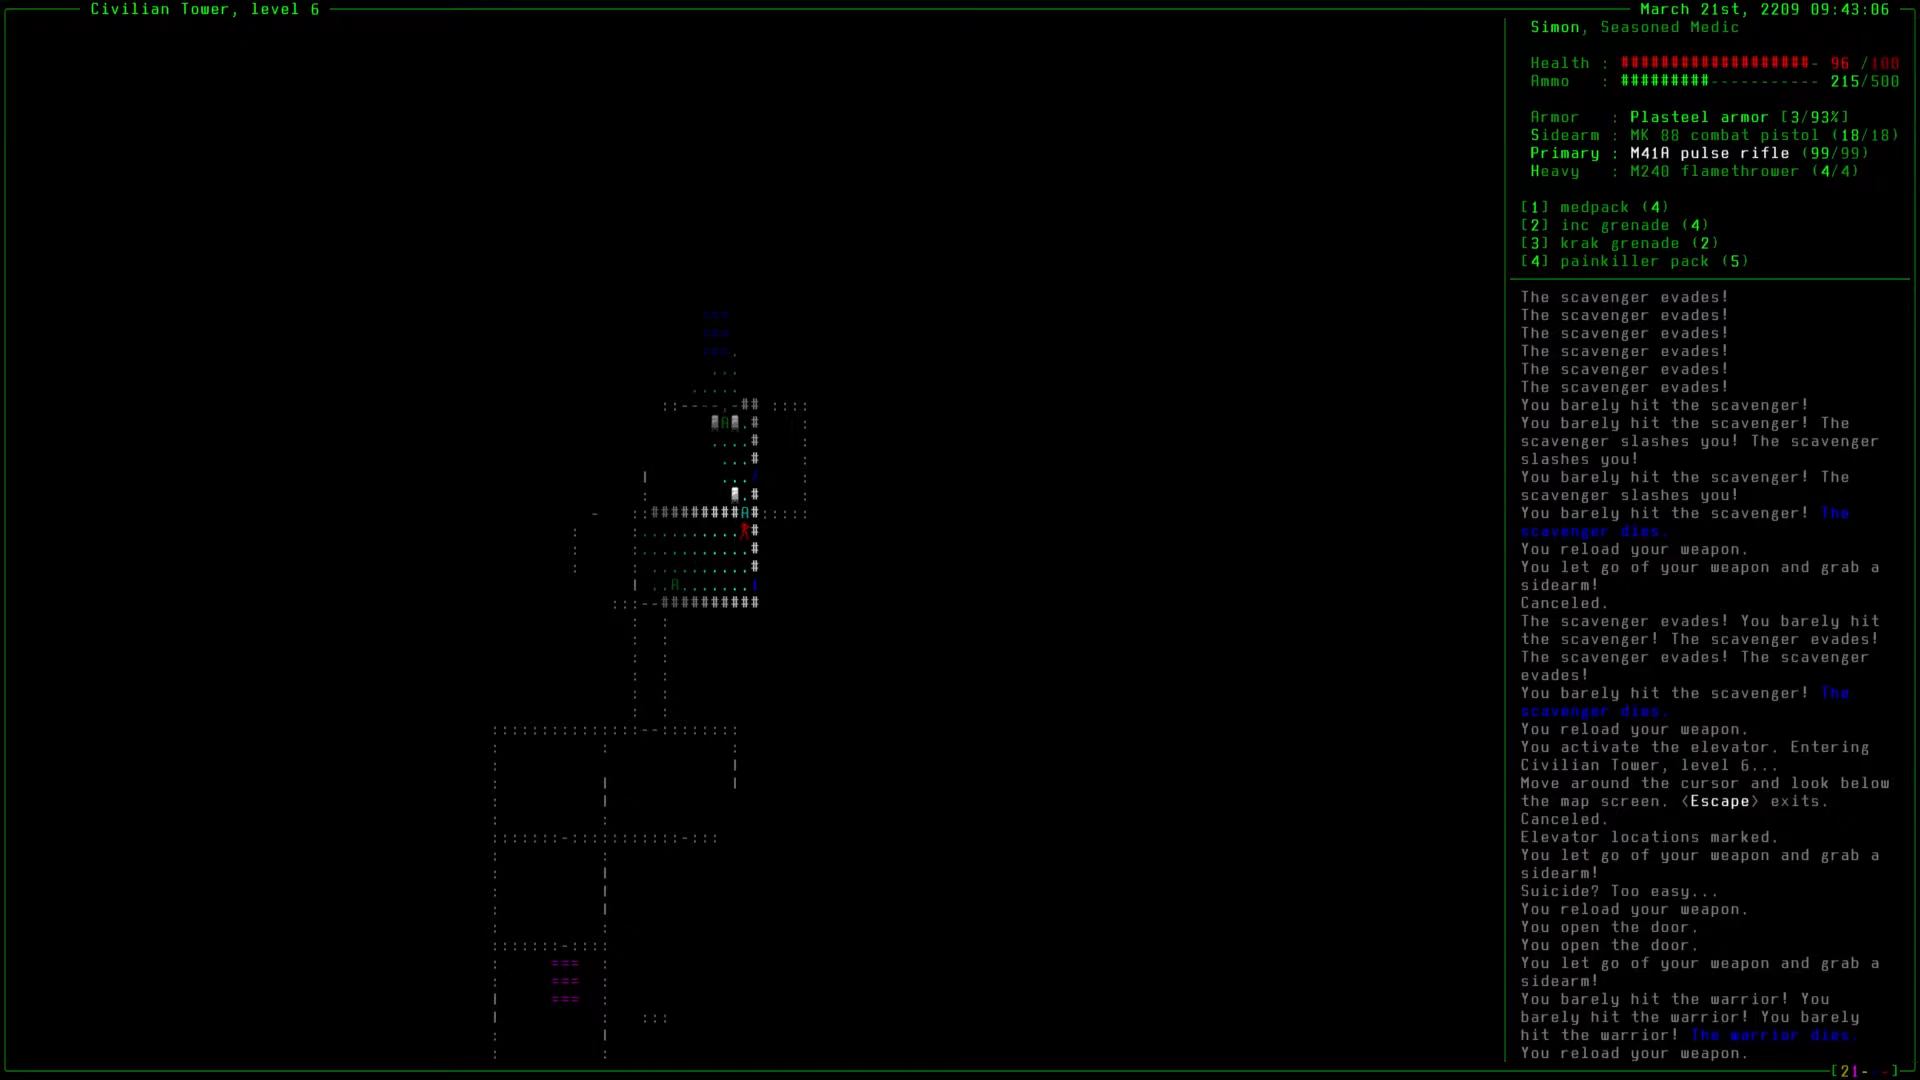 Civilian Tower, level 6
March 21st, 2209 09:43:06
Simon, Seasoned Medic
Health : ###################- 96 /100
Ammo   : #########----------- 215/500
Armor   : Plasteel armor [3/93%]
Sidearm : MK 88 combat pistol (18/18)
Primary : M41A pulse rifle (99/99)
Heavy   : M240 flamethrower (4/4)
[1] medpack (4)
[2] inc grenade (4)
[3] krak grenade (2)
[4] painkiller pack (5)
The scavenger evades!
The scavenger evades!
The scavenger evades!
The scavenger evades!
The scavenger evades!
The scavenger evades!
You barely hit the scavenger!
You barely hit the scavenger! The
scavenger slashes you! The scavenger
slashes you!
You barely hit the scavenger! The
scavenger slashes you!
You barely hit the scavenger! The
scavenger dies.
You reload your weapon.
You let go of your weapon and grab a
sidearm!
Canceled.
The scavenger evades! You barely hit
the scavenger! The scavenger evades!
The scavenger evades! The scavenger
evades!
You barely hit the scavenger! The
scavenger dies.
You reload your weapon.
You activate the elevator. Entering
Civilian Tower, level 6...
Move around the cursor and look below
the map screen. <Escape> exits.
Canceled.
Elevator locations marked.
You let go of your weapon and grab a
sidearm!
Suicide? Too easy...
You reload your weapon.
You open the door.
You open the door.
You let go of your weapon and grab a
sidearm!
You barely hit the warrior! You
barely hit the warrior! You barely
hit the warrior! The warrior dies.
You reload your weapon.